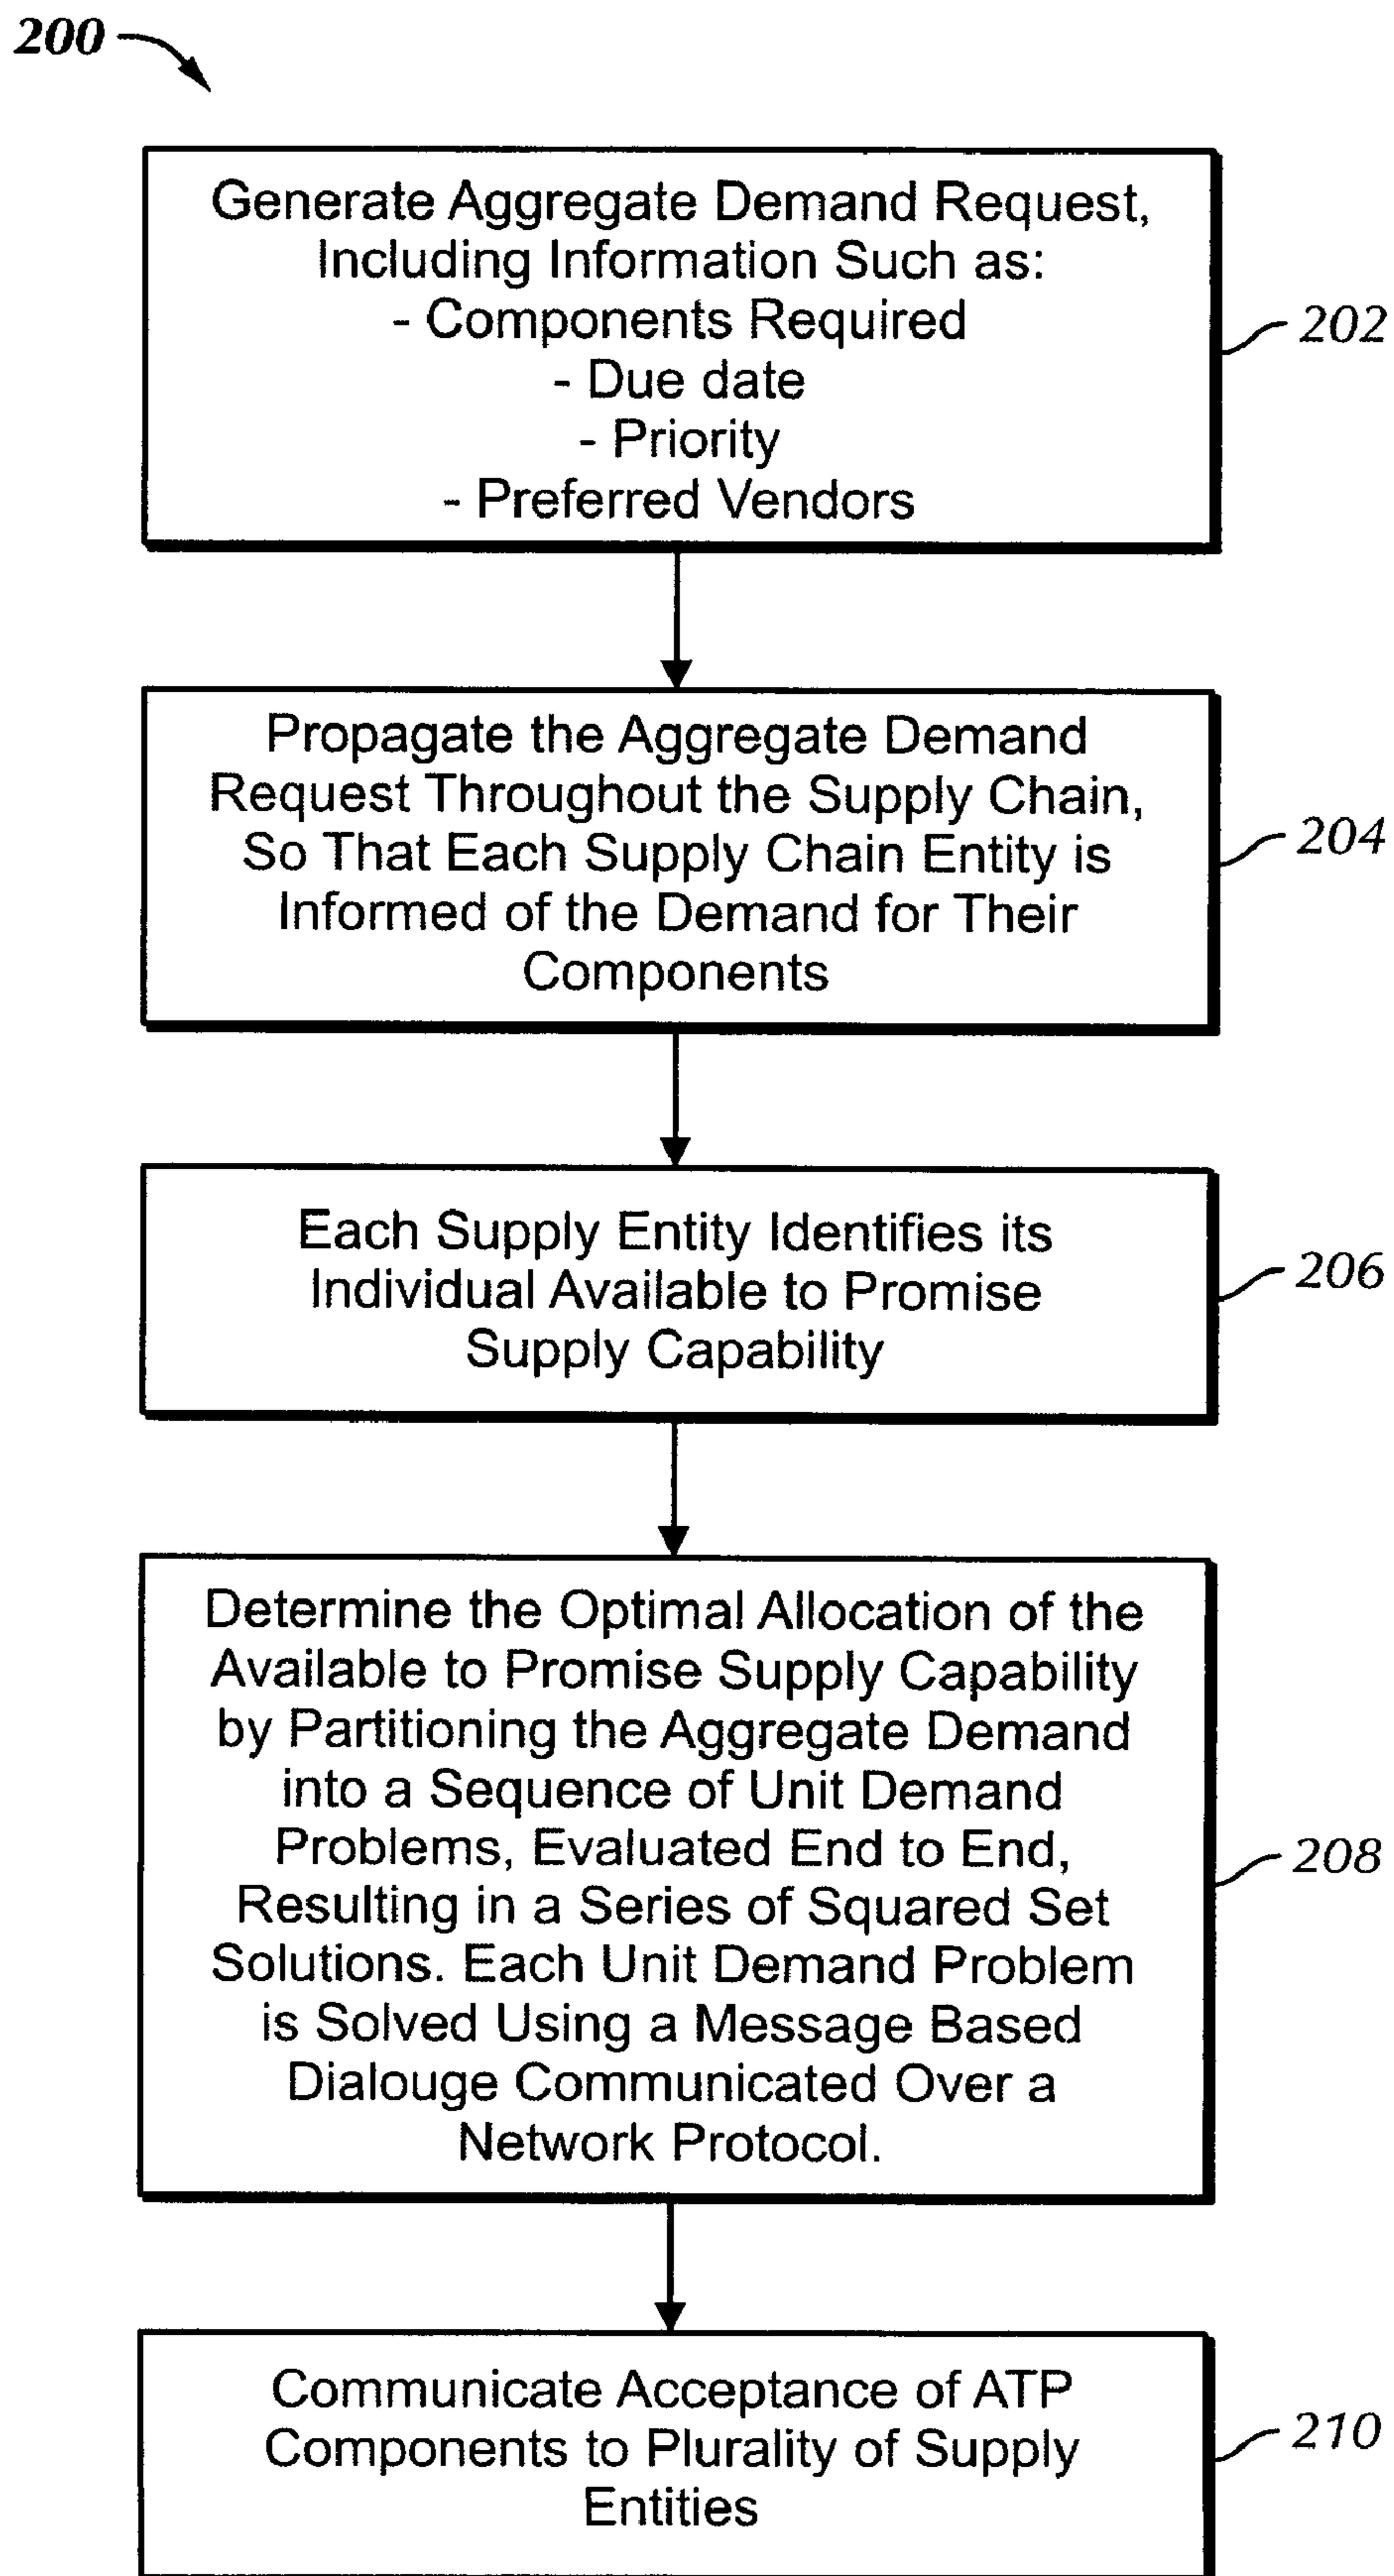 200
Generate Aggregate Demand Request,
Including Information Such as:
- Components Required
- Due date
- Priority
- Preferred Vendors
202
Propagate the Aggregate Demand
Request Throughout the Supply Chain,
So That Each Supply Chain Entity is
Informed of the Demand for Their
Components
204
Each Supply Entity Identifies its
Individual Available to Promise
Supply Capability
206
Determine the Optimal Allocation of the
Available to Promise Supply Capability
by Partitioning the Aggregate Demand
into a Sequence of Unit Demand
Problems, Evaluated End to End,
Resulting in a Series of Squared Set
Solutions. Each Unit Demand Problem
is Solved Using a Message Based
Dialouge Communicated Over a
Network Protocol.
208
Communicate Acceptance of ATP
Components to Plurality of Supply
Entities
210